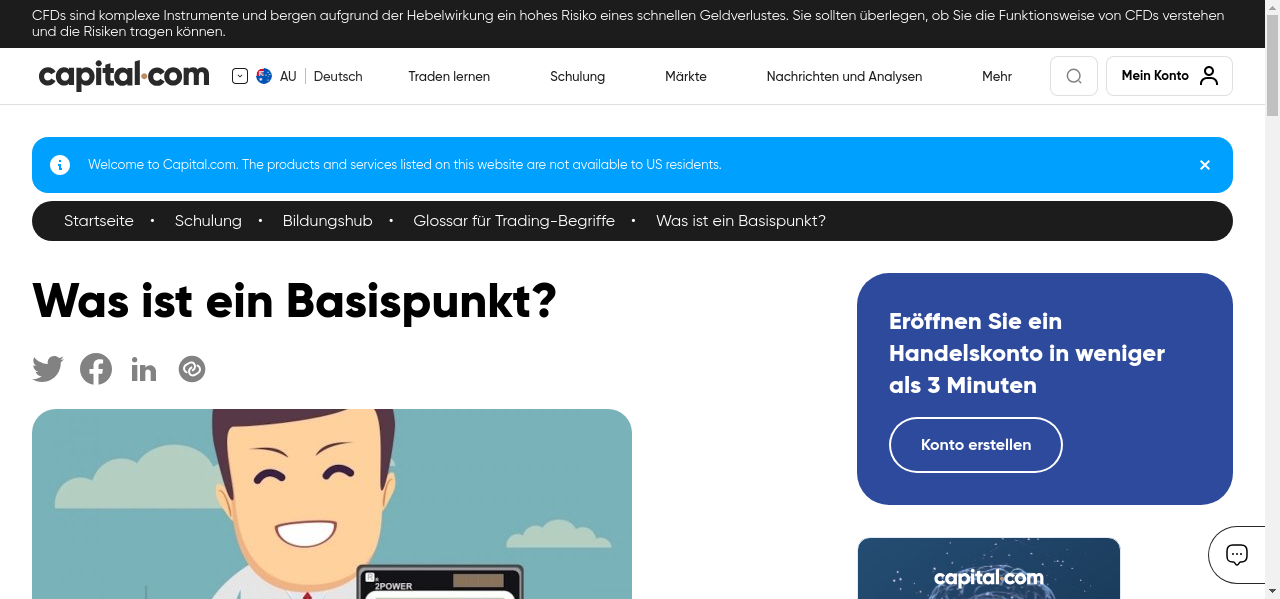 CFDs sind komplexe Instrumente und bergen aufgrund der Hebelwirkung ein hohes Risiko eines schnellen Geldverlustes. Sie sollten überlegen, ob Sie die Funktionsweise von CFDs verstehen
und die Risiken tragen können.
capital.com
AU
Deutsch
Traden lernen
Schulung
Märkte
Nachrichten und Analysen
Mehr
Mein Konto
Welcome to Capital.com. The products and services listed on this website are not available to US residents.
Startseite • Schulung • Bildungshub • Glossar für Trading-Begriffe • Was ist ein Basispunkt?
Was ist ein Basispunkt?
Eröffnen Sie ein
Handelskonto in weniger
als 3 Minuten
Konto erstellen
2POWER
capital.com